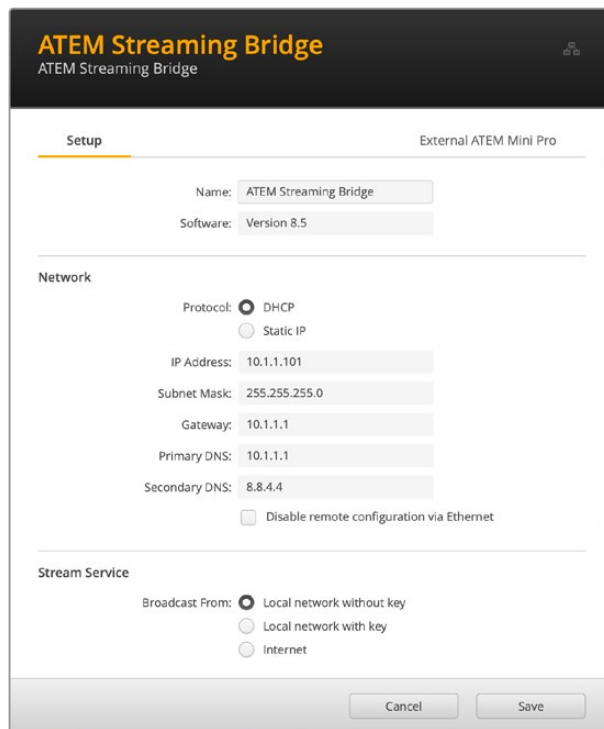 ATEM Streaming Bridge
ATEM Streaming Bridge
Setup External ATEM Mini Pro
Name: ATEM Streaming Bridge
Software: Version 8.5
Network
Protocol: DHCP
Static IP
IP Address: 10.1.1.101
Subnet Mask: 255.255.255.0
Gateway: 10.1.1.1
Primary DNS: 10.1.1.1
Secondary DNS: 8.8.4.4
Disable remote configuration via Ethernet
Stream Service
Broadcast From: Local network without key
Local network with key
Internet
Cancel Save